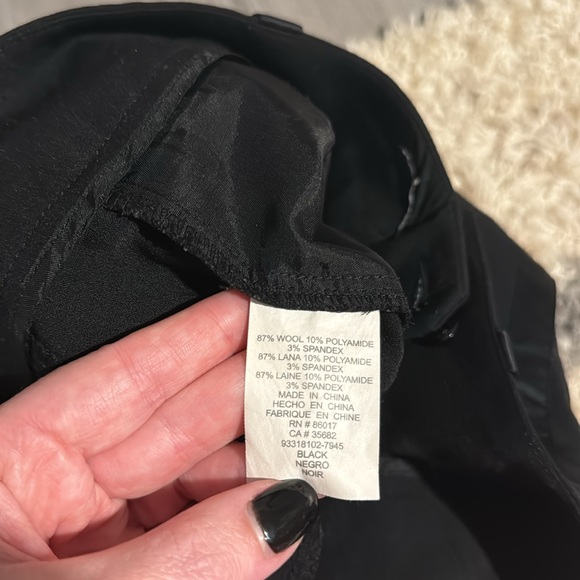 87% WOOL 10% POLYAMIDE
3% SPANDEX
87% LANA 10% POLYAMIDE
3% SPANDEX
87% LAINE 10% POLYAMIDE
3% SPANDEX
MADE IN CHINA
HECHO EN CHINA
FABRIQUE EN CHINE
RN # 86017
CA # 35682
93318102-7945
BLACK
NEGRO
NOIR